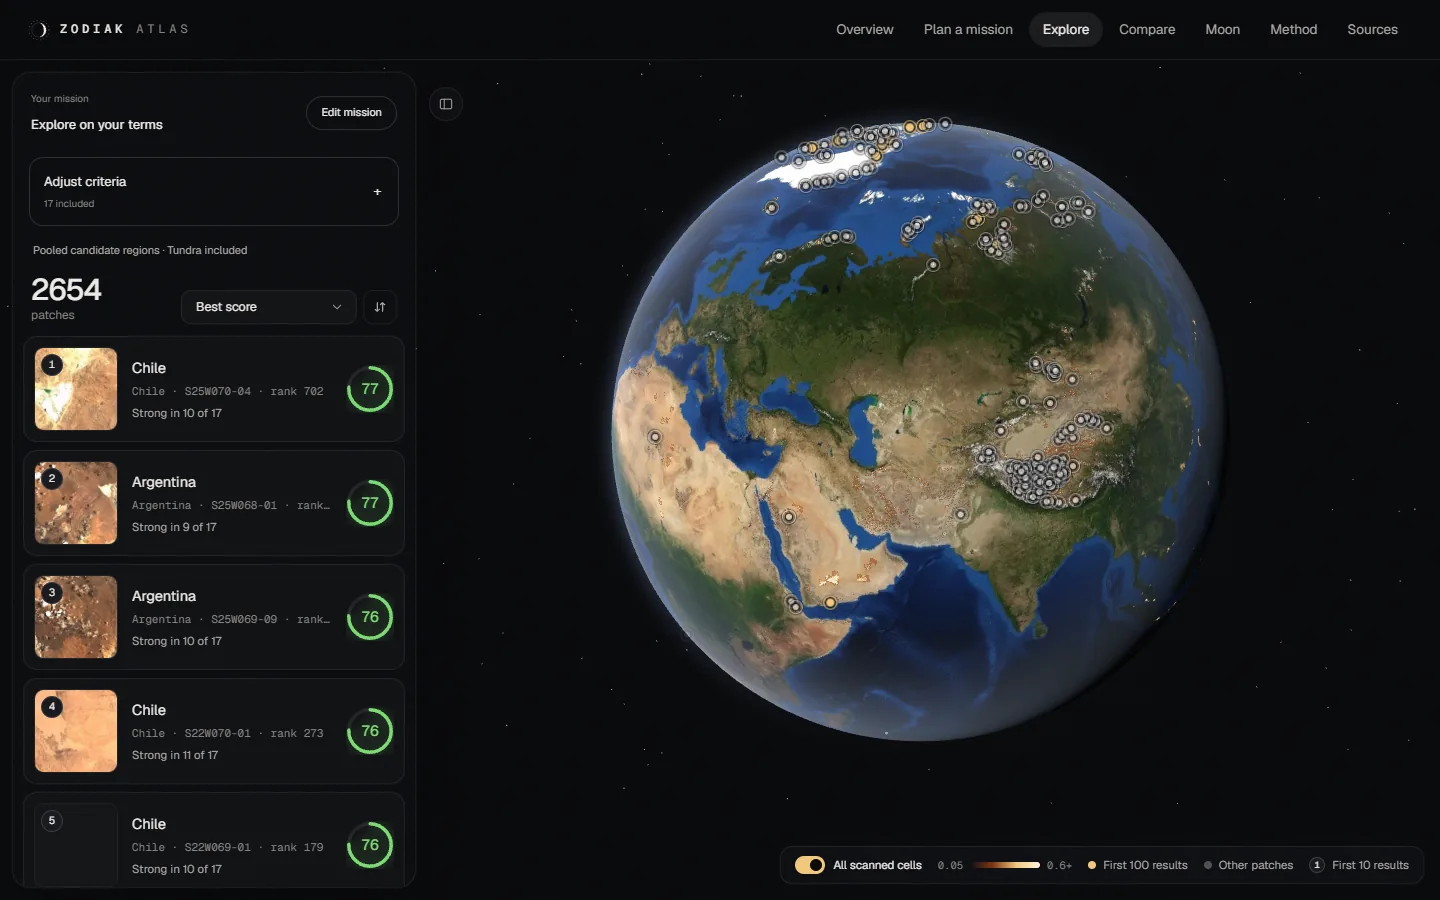 ZODIAK ATLAS
Overview
Plan a mission
Explore
Compare
Moon
Method
Sources
Your mission
Explore on your terms
Edit mission
Adjust criteria
17 included
+
Pooled candidate regions · Tundra included
2654
patches
Best score
1
Chile
Chile · S25W070-04 · rank 702
Strong in 10 of 17
77
2
Argentina
Argentina · S25W068-01 · rank…
Strong in 9 of 17
77
3
Argentina
Argentina · S25W069-09 · rank…
Strong in 10 of 17
76
4
Chile
Chile · S22W070-01 · rank 273
Strong in 11 of 17
76
5
Chile
Chile · S22W069-01 · rank 179
Strong in 10 of 17
76
All scanned cells
0.05
0.6+
First 100 results
Other patches
1
First 10 results